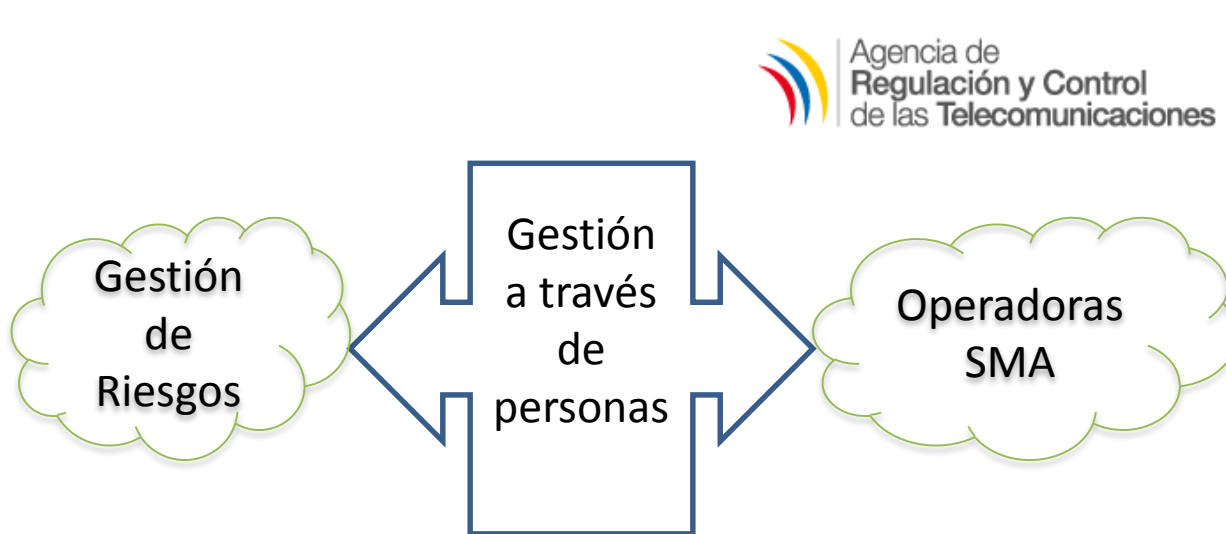 Agencia de
Regulación y Control
de las Telecomunicaciones
Gestión
de
Riesgos
Gestión
a través
de
personas
Operadoras
SMA